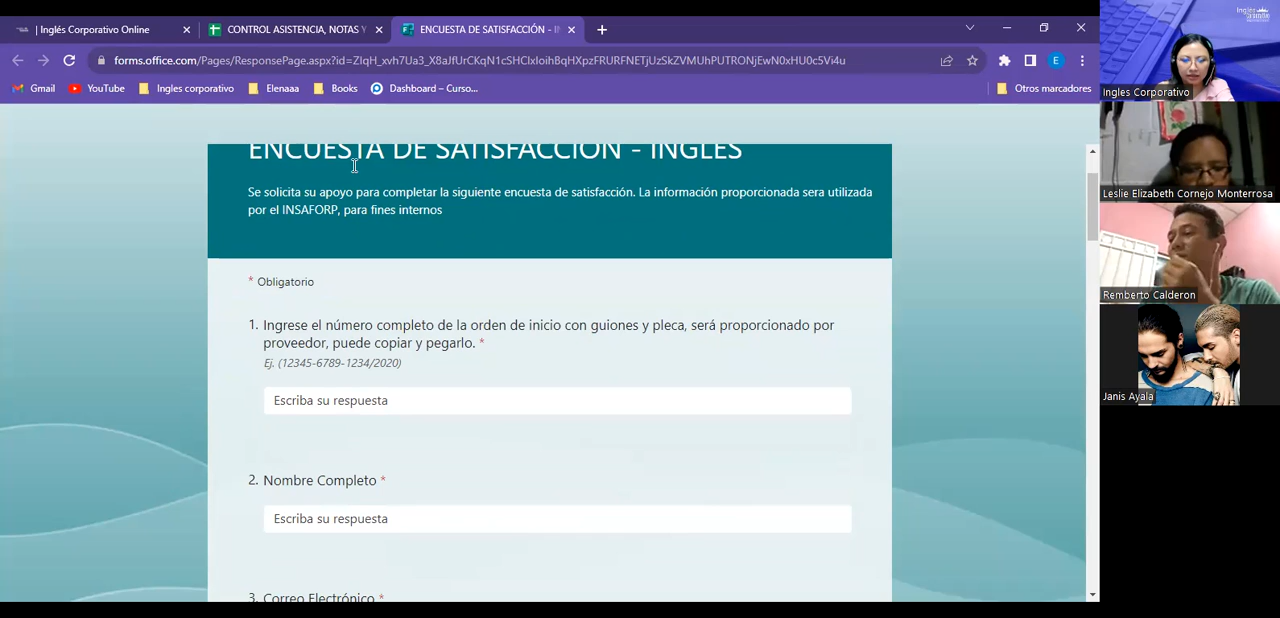 | Inglés Corporativo Online
CONTROL ASISTENCIA, NOTAS Y
ENCUESTA DE SATISFACCIÓN - I
forms.office.com/Pages/ResponsePage.aspx?id=ZIqH_xvh7Ua3_X8aJfUrCKqN1cSHClxIoihBqHXpzFRURFNETjUzSkZVMUhPUTRONjEwN0xHU0c5Vi4u
E
Gmail
YouTube
Ingles corporativo
Elenaaa
Books
Dashboard – Curso...
Otros marcadores
ENCUESTA DE SATISFACCIÓN - INGLÉS
Se solicita su apoyo para completar la siguiente encuesta de satisfacción. La información proporcionada sera utilizada
por el INSAFORP, para fines internos
* Obligatorio
1. Ingrese el número completo de la orden de inicio con guiones y pleca, será proporcionado por
proveedor, puede copiar y pegarlo. *
Ej. (12345-6789-1234/2020)
Escriba su respuesta
2. Nombre Completo *
Escriba su respuesta
3. Correo Electrónico *
Ingles Corporativo
Leslie Elizabeth Cornejo Monterrosa
Remberto Calderon
Janis Ayala